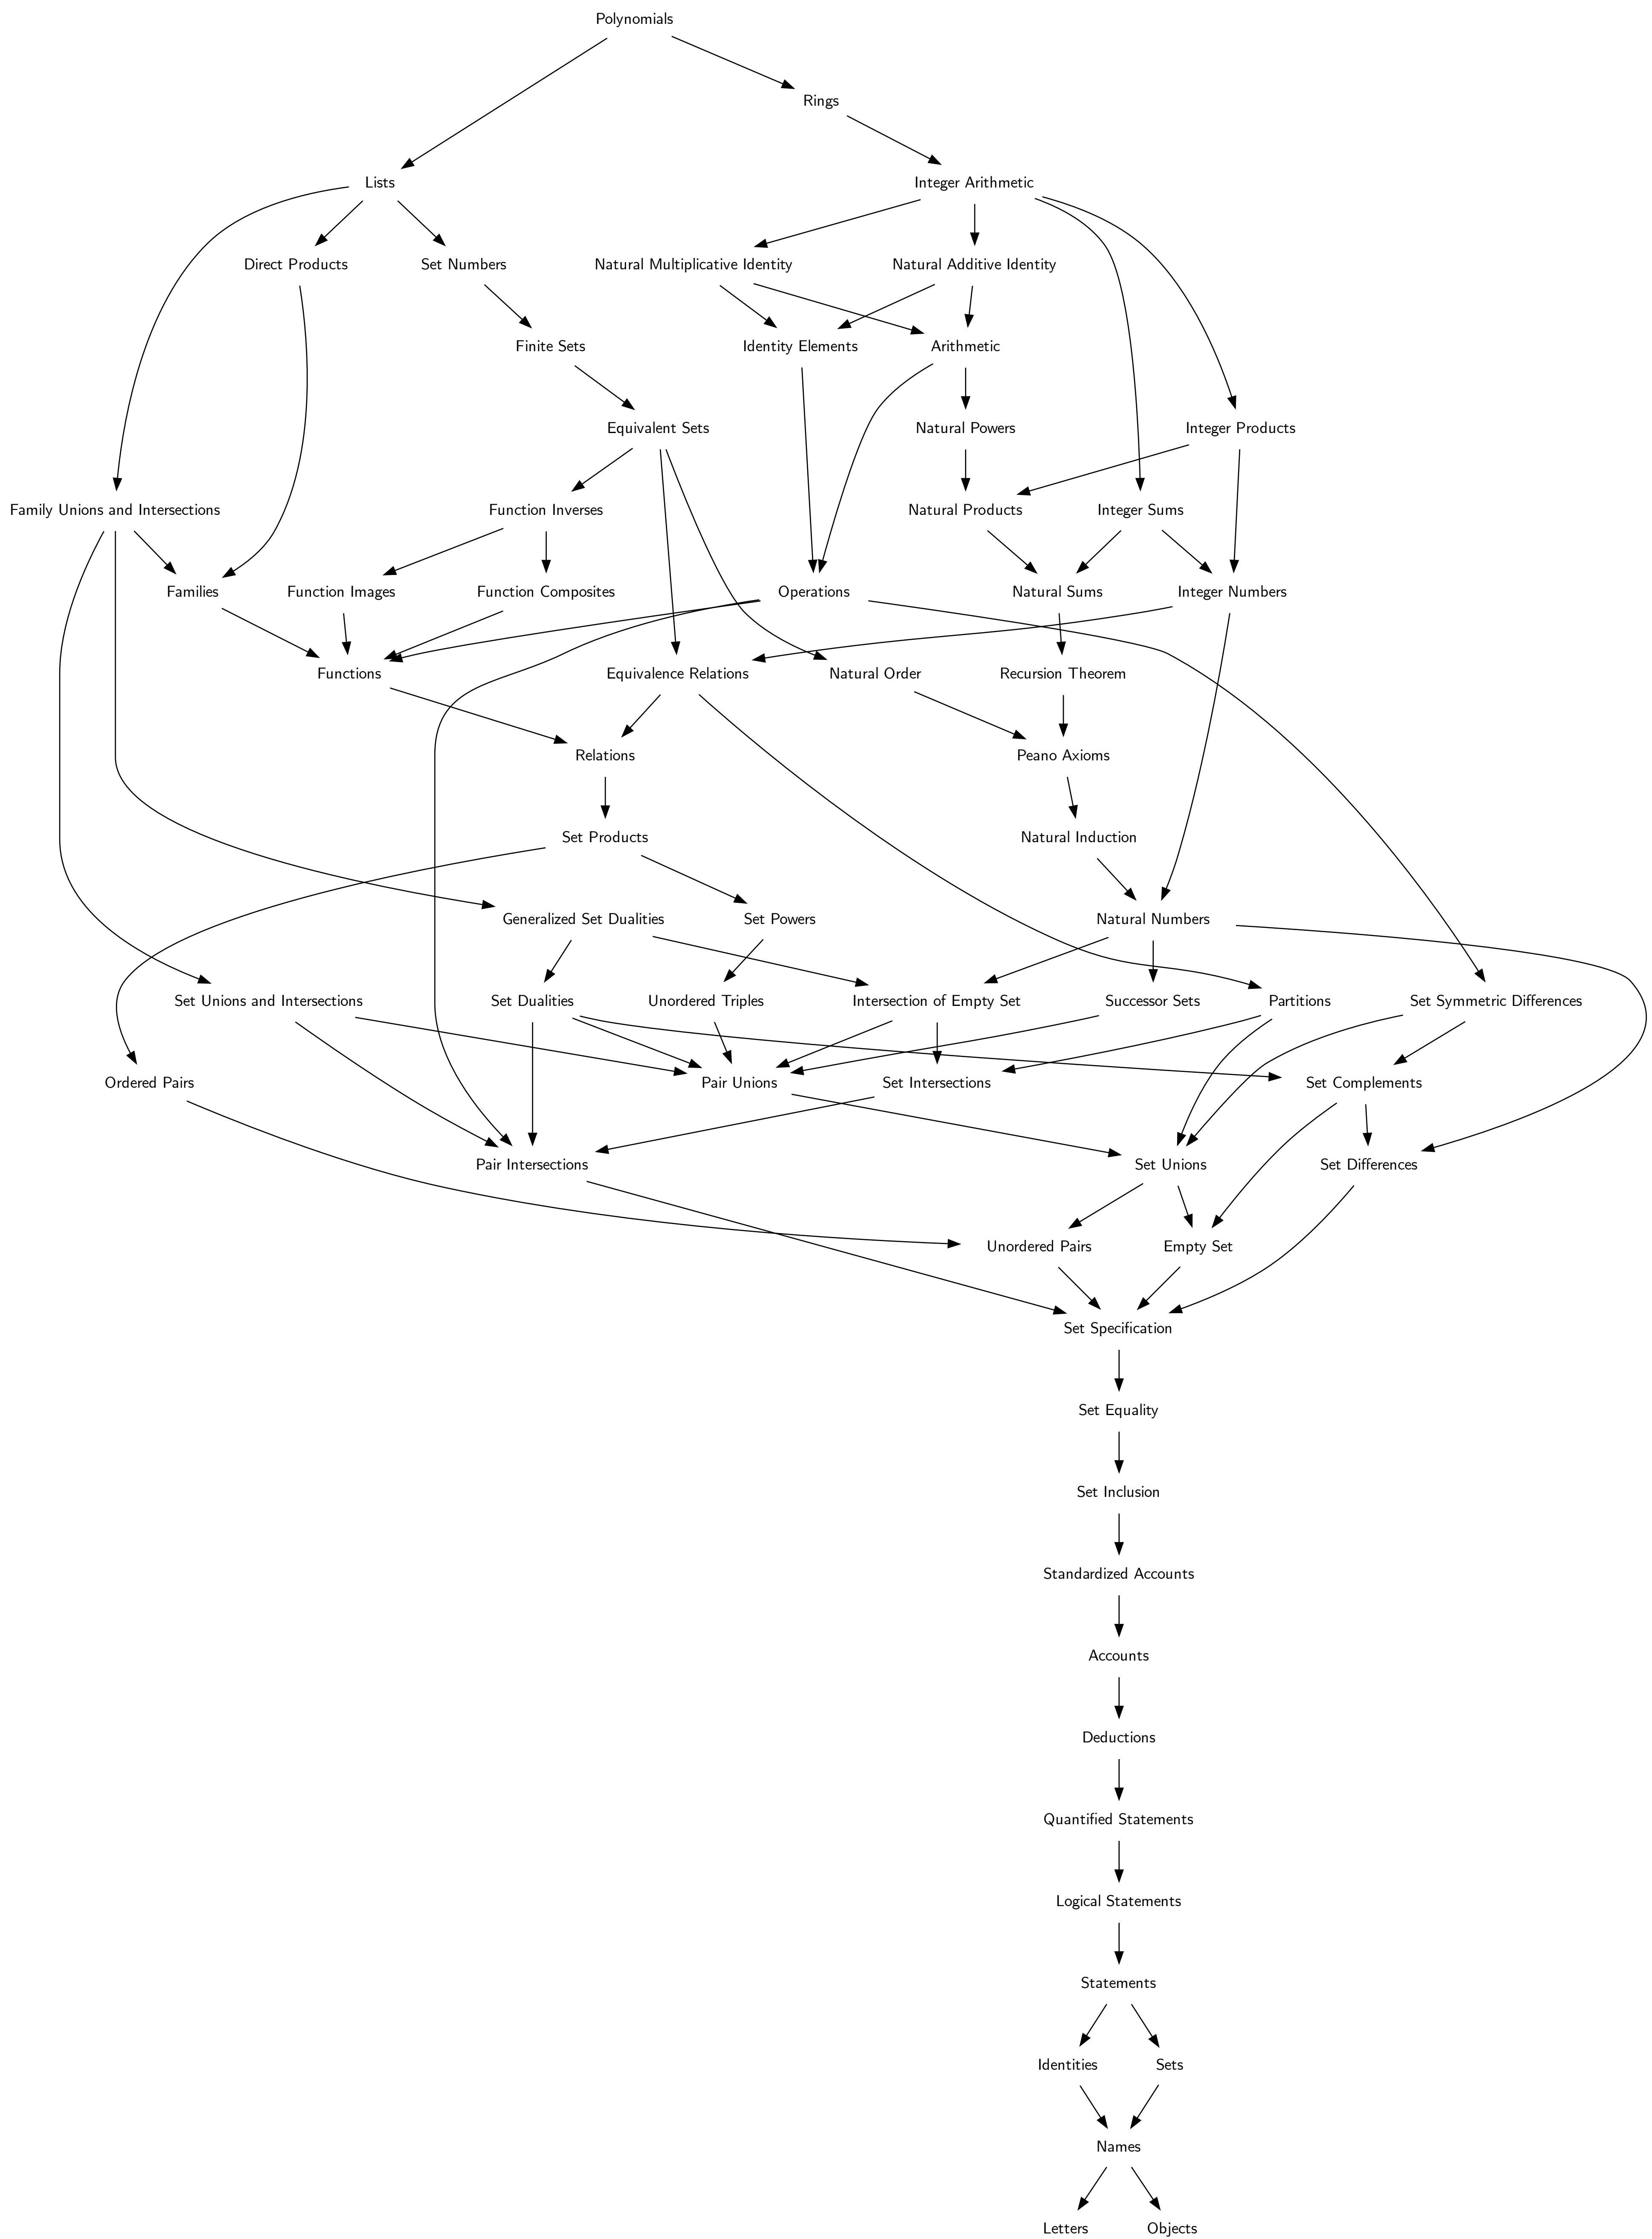 Polynomials
Rings
Lists
Integer Arithmetic
Direct Products
Set Numbers
Natural Multiplicative Identity
Natural Additive Identity
Finite Sets
Identity Elements
Arithmetic
Equivalent Sets
Natural Powers
Integer Products
Family Unions and Intersections
Function Inverses
Natural Products
Integer Sums
Families
Function Images
Function Composites
Operations
Natural Sums
Integer Numbers
Functions
Equivalence Relations
Natural Order
Recursion Theorem
Relations
Peano Axioms
Set Products
Natural Induction
Generalized Set Dualities
Set Powers
Natural Numbers
Set Unions and Intersections
Set Dualities
Unordered Triples
Intersection of Empty Set
Successor Sets
Partitions
Set Symmetric Differences
Ordered Pairs
Pair Unions
Set Intersections
Set Complements
Pair Intersections
Set Unions
Set Differences
Unordered Pairs
Empty Set
Set Specification
Set Equality
Set Inclusion
Standardized Accounts
Accounts
Deductions
Quantified Statements
Logical Statements
Statements
Identities
Sets
Names
Letters
Objects